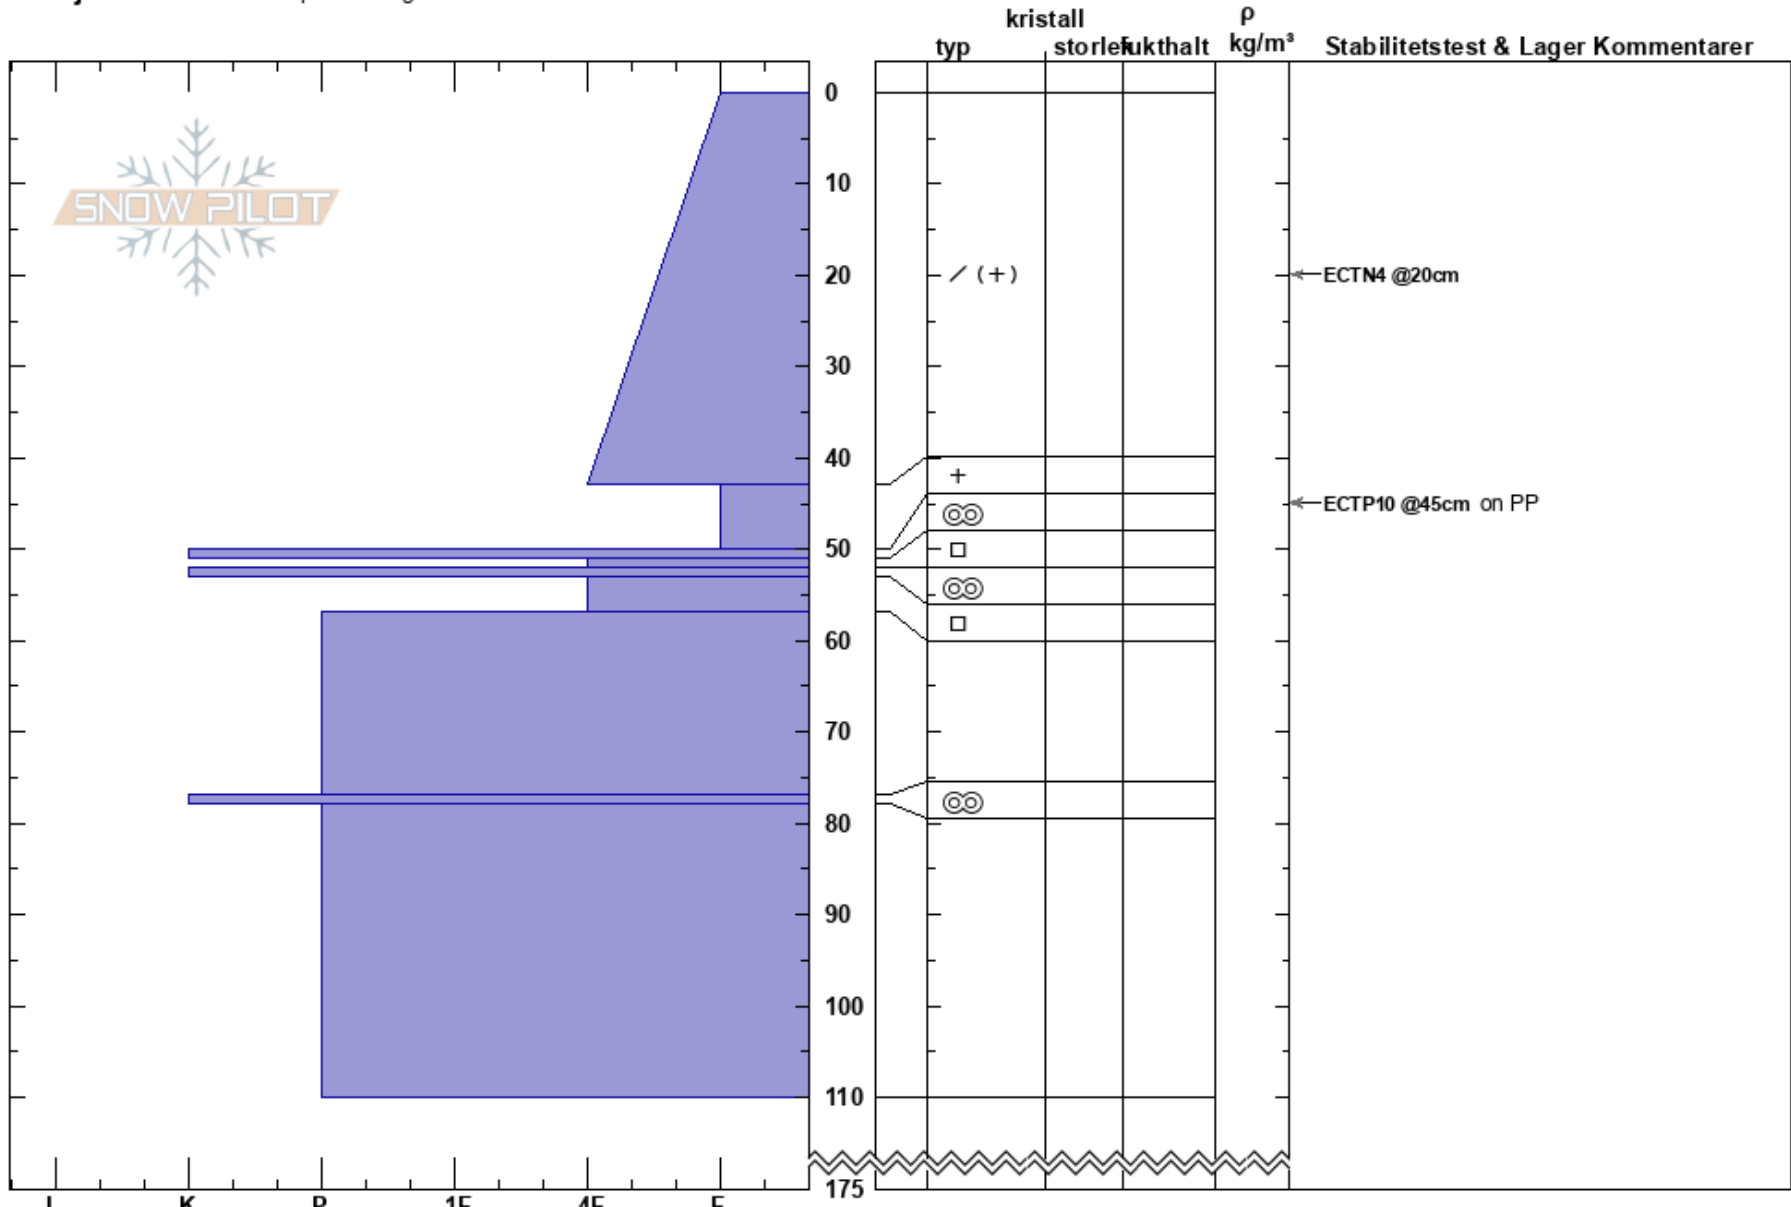 kristall
ρ
typ
storlek
fukthalt
kg/m³
Stabilitetstest & Lager Kommentarer
0
10
SNOW PILOT
20
/ (+)
ECTN4 @20cm
30
40
+
ECTP10 @45cm on PP
50
60
70
80
90
100
110
175
I K P 1F 4F F